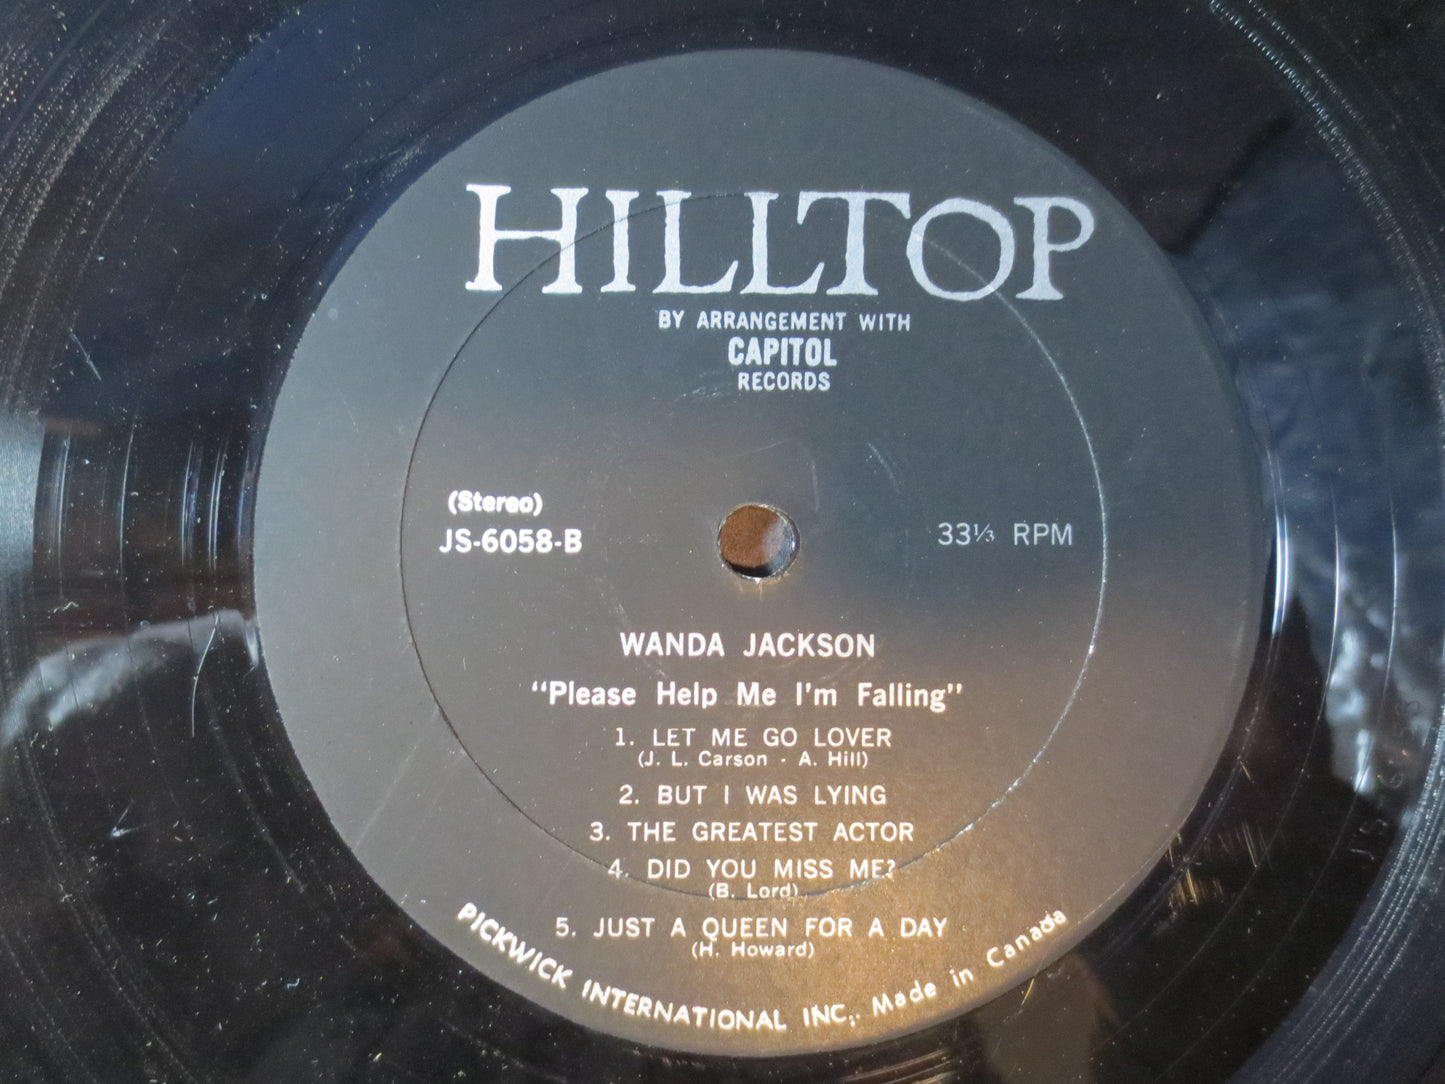 HILLTOP
BY ARRANGEMENT WITH
CAPITOL
RECORDS
(Stereo)
JS-6058-B
33⅓ RPM
WANDA JACKSON
"Please Help Me I'm Falling"
1. LET ME GO LOVER
(J. L. Carson - A. Hill)
2. BUT I WAS LYING
3. THE GREATEST ACTOR
4. DID YOU MISS ME?
(B. Lord)
5. JUST A QUEEN FOR A DAY
(H. Howard)
PICKWICK INTERNATIONAL INC,. Made in Canada